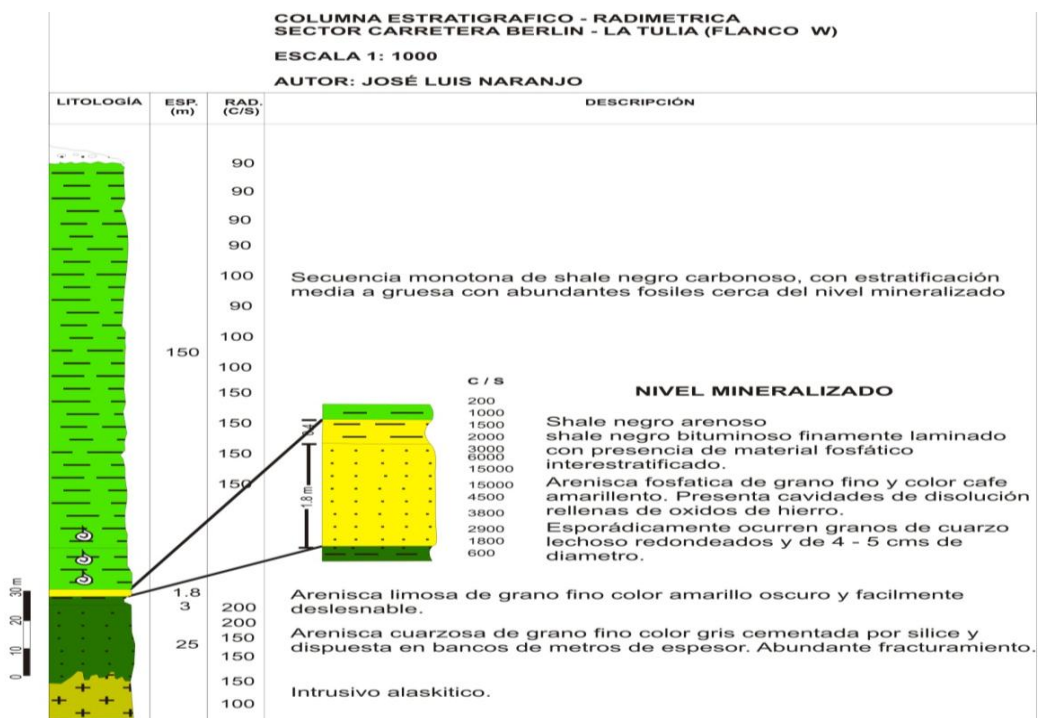 COLUMNA ESTRATIGRAFICO - RADIMETRICA
SECTOR CARRETERA BERLIN - LA TULIA (FLANCO W)
ESCALA 1: 1000
AUTOR: JOSÉ LUIS NARANJO
LITOLOGÍA
ESP.
(m)
RAD.
(C/S)
DESCRIPCIÓN
90
90
90
90
100
90
100
100
150
150
150
150
150
Secuencia monotona de shale negro carbonoso, con estratificación
media a gruesa con abundantes fosiles cerca del nivel mineralizado
C / S
200
1000
1500
2000
3000
6000
15000
15000
4500
3800
2900
1800
600
1.8 m
NIVEL MINERALIZADO
Shale negro arenoso
shale negro bituminoso finamente laminado
con presencia de material fosfático
interestratificado.
Arenisca fosfatica de grano fino y color cafe
amarillento. Presenta cavidades de disolución
rellenas de oxidos de hierro.
Esporádicamente ocurren granos de cuarzo
lechoso redondeados y de 4 - 5 cms de
diametro.
1.8
3
25
200
200
150
150
150
100
Arenisca limosa de grano fino color amarillo oscuro y facilmente
deslesnable.
Arenisca cuarzosa de grano fino color gris cementada por silice y
dispuesta en bancos de metros de espesor. Abundante fracturamiento.
Intrusivo alaskitico.
30 m
20
10
0